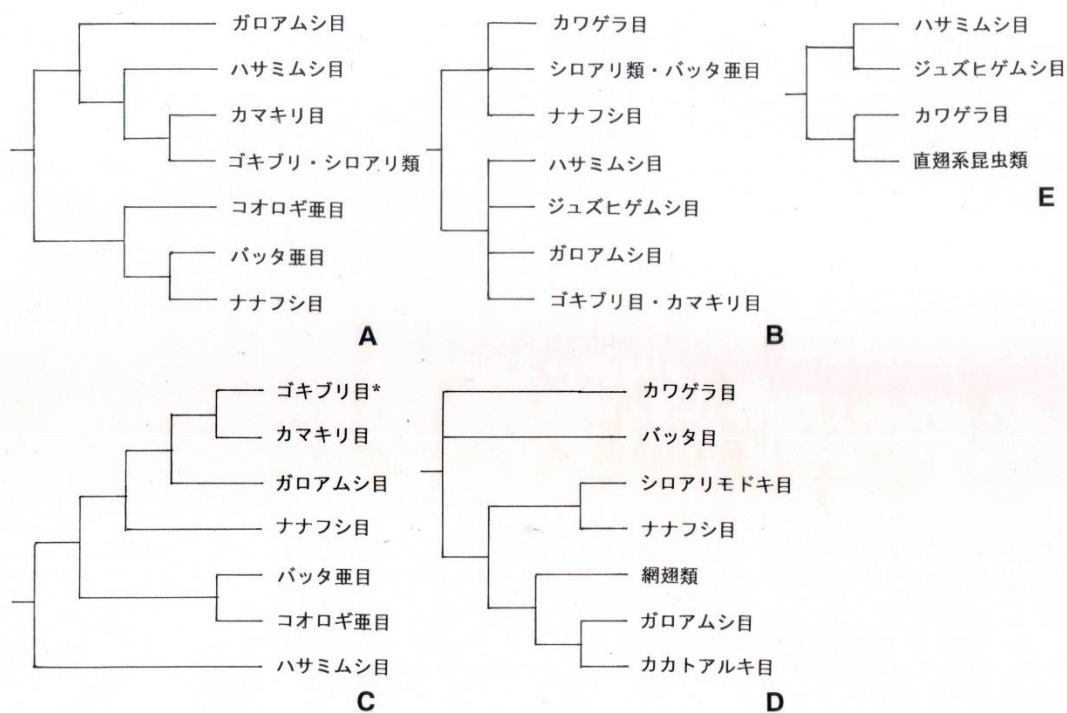 ガロアムシ目
ハサミムシ目
カマキリ目
ゴキブリ・シロアリ類
コオロギ亜目
バッタ亜目
ナナフシ目
A
カワゲラ目
シロアリ類・バッタ亜目
ナナフシ目
ハサミムシ目
ジュズヒゲムシ目
ガロアムシ目
ゴキブリ目・カマキリ目
B
ハサミムシ目
ジュズヒゲムシ目
カワゲラ目
直翅系昆虫類
E
ゴキブリ目*
カマキリ目
ガロアムシ目
ナナフシ目
バッタ亜目
コオロギ亜目
ハサミムシ目
C
カワゲラ目
バッタ目
シロアリモドキ目
ナナフシ目
網翅類
ガロアムシ目
カカトアルキ目
D